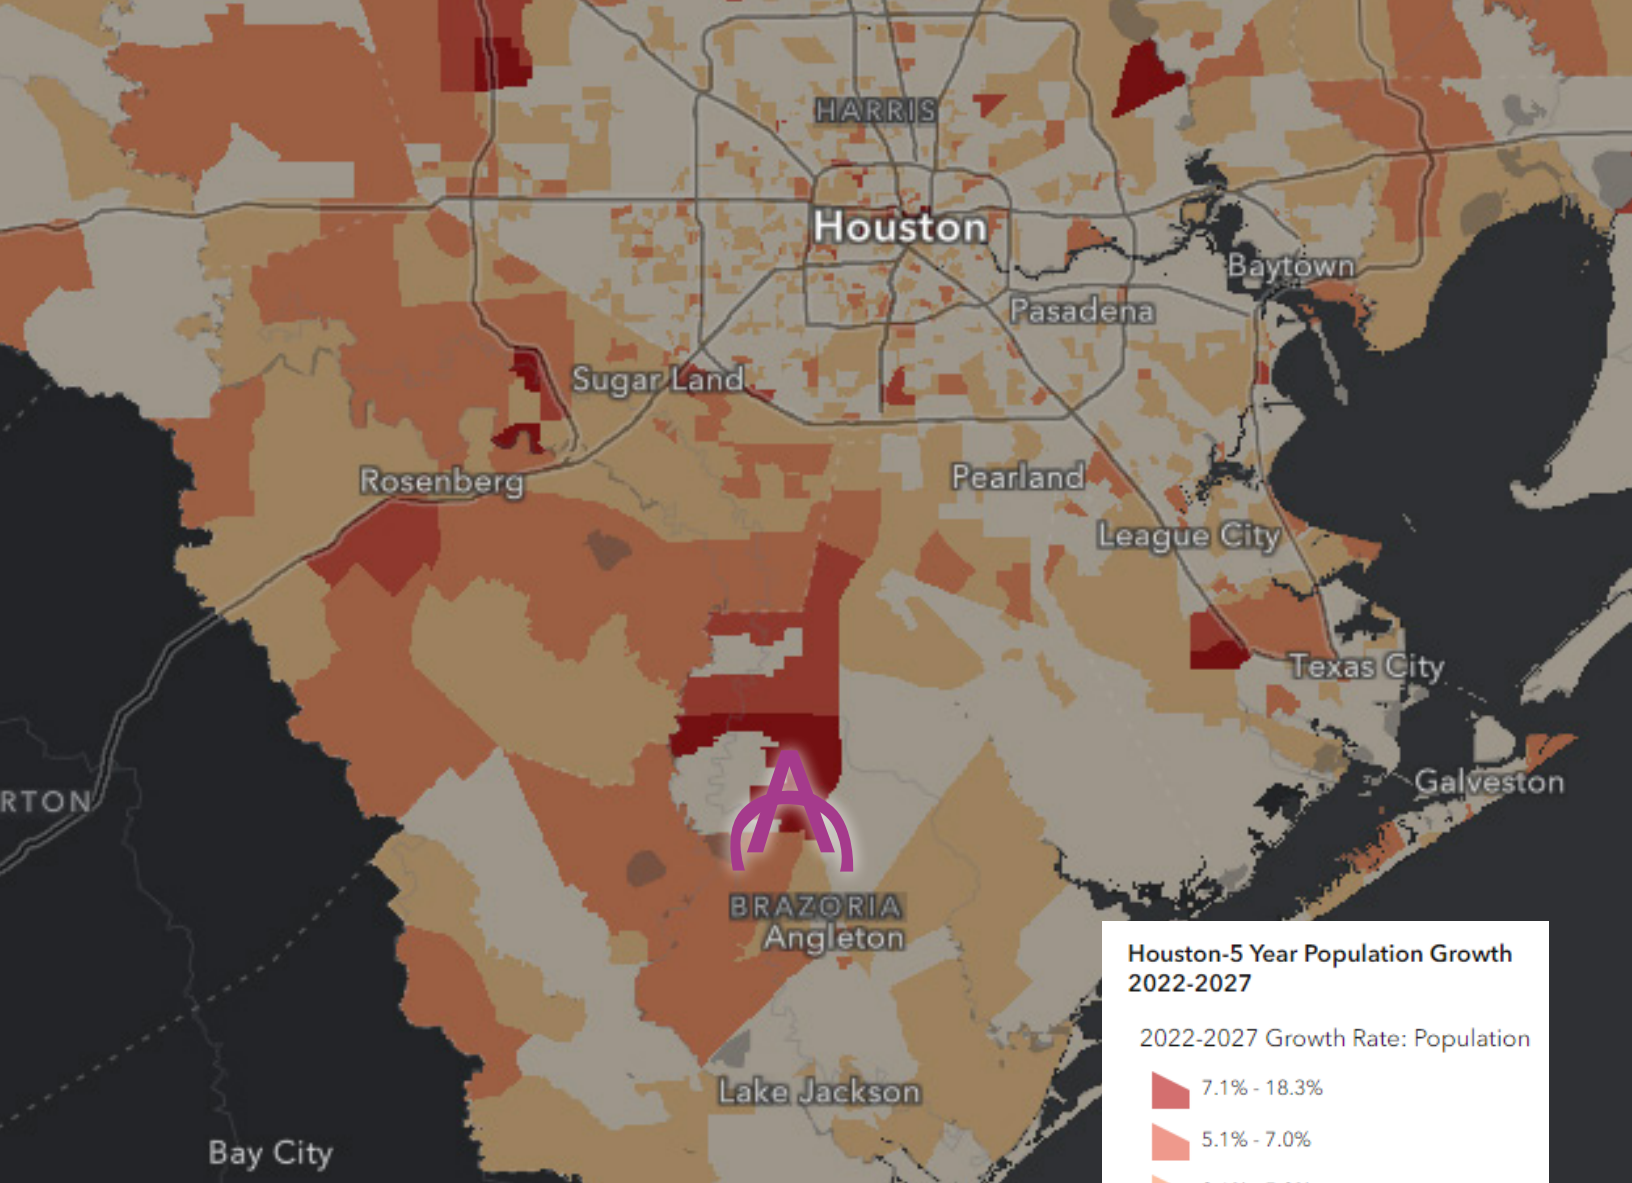 HARRIS
Houston
Baytown
Pasadena
Sugar Land
Rosenberg
Pearland
League City
Texas City
Galveston
RTON
BRAZORIA
Angleton
Lake Jackson
Bay City
Houston-5 Year Population Growth
2022-2027
2022-2027 Growth Rate: Population
7.1% - 18.3%
5.1% - 7.0%